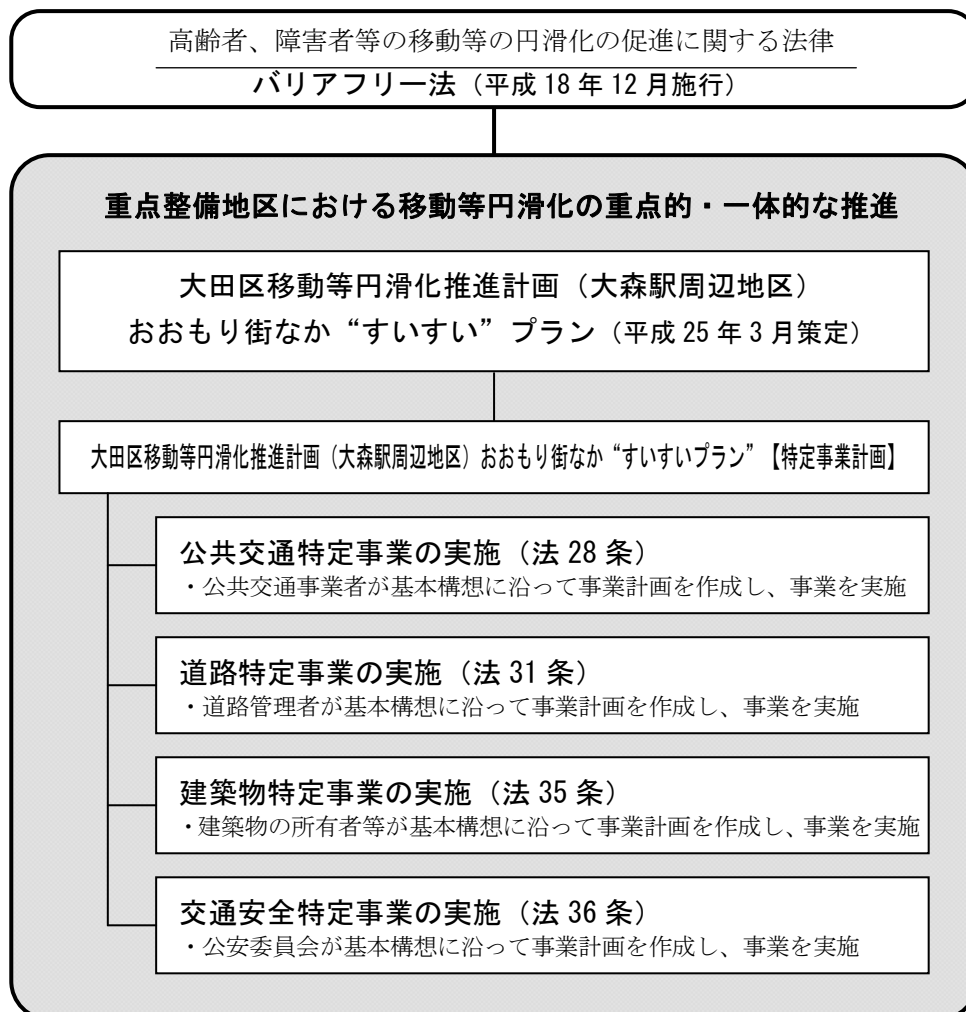 高齢者、障害者等の移動等の円滑化の促進に関する法律
バリアフリー法（平成 18 年 12 月施行）
重点整備地区における移動等円滑化の重点的・一体的な推進
大田区移動等円滑化推進計画（大森駅周辺地区）
おおもり街なか“すいすい”プラン（平成 25 年 3 月策定）
大田区移動等円滑化推進計画（大森駅周辺地区）おおもり街なか“すいすいプラン”【特定事業計画】
公共交通特定事業の実施（法 28 条）
・公共交通事業者が基本構想に沿って事業計画を作成し、事業を実施
道路特定事業の実施（法 31 条）
・道路管理者が基本構想に沿って事業計画を作成し、事業を実施
建築物特定事業の実施（法 35 条）
・建築物の所有者等が基本構想に沿って事業計画を作成し、事業を実施
交通安全特定事業の実施（法 36 条）
・公安委員会が基本構想に沿って事業計画を作成し、事業を実施